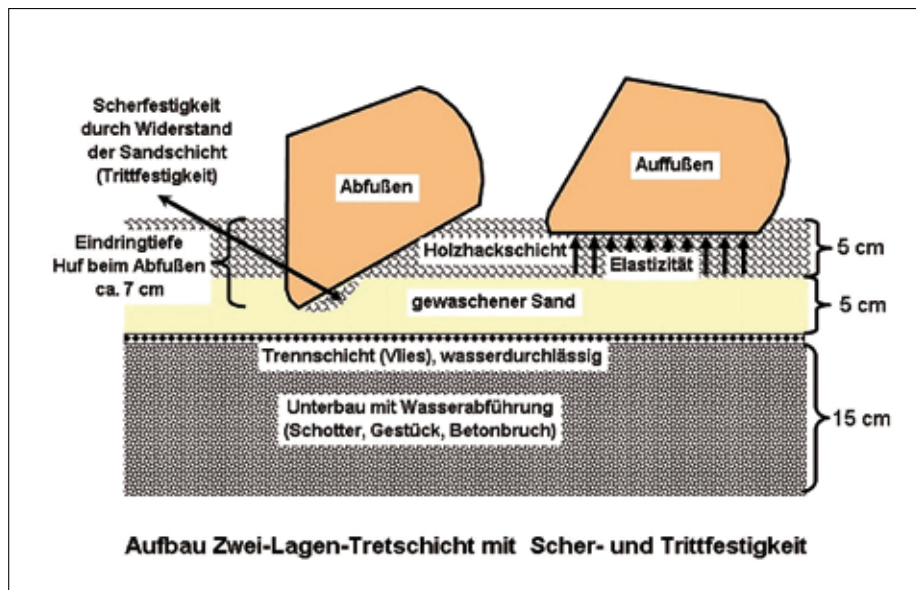 Scherfestigkeit
durch Widerstand
der Sandschicht
(Trittfestigkeit)
Abfußen
Auffußen
Eindringtiefe
Huf beim Abfußen
ca. 7 cm
Holzhackschicht
Elastizität
5 cm
gewaschener Sand
5 cm
Trennschicht (Vlies), wasserdurchlässig
Unterbau mit Wasserabführung
(Schotter, Gestück, Betonbruch)
15 cm
Aufbau Zwei-Lagen-Tretschicht mit Scher- und Trittfestigkeit